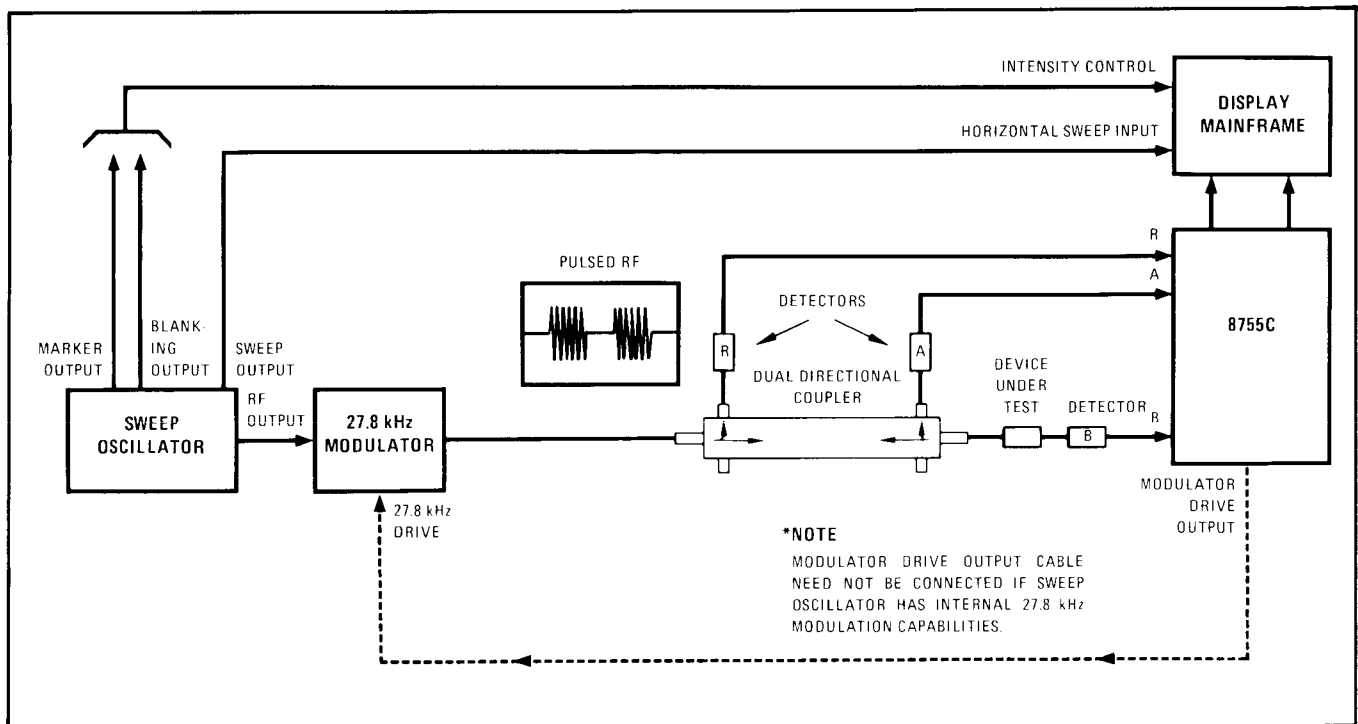 INTENSITY CONTROL
DISPLAY
MAINFRAME
HORIZONTAL SWEEP INPUT
R
A
8755C
PULSED RF
DETECTORS
R
A
DUAL DIRECTIONAL
COUPLER
DEVICE
UNDER
TEST
DETECTOR
B
R
MARKER
OUTPUT
BLANK-
ING
OUTPUT
SWEEP
OUTPUT
RF
OUTPUT
SWEEP
OSCILLATOR
27.8 kHz
MODULATOR
27.8 kHz
DRIVE
MODULATOR
DRIVE
OUTPUT
*NOTE
MODULATOR DRIVE OUTPUT CABLE
NEED NOT BE CONNECTED IF SWEEP
OSCILLATOR HAS INTERNAL 27.8 kHz
MODULATION CAPABILITIES.